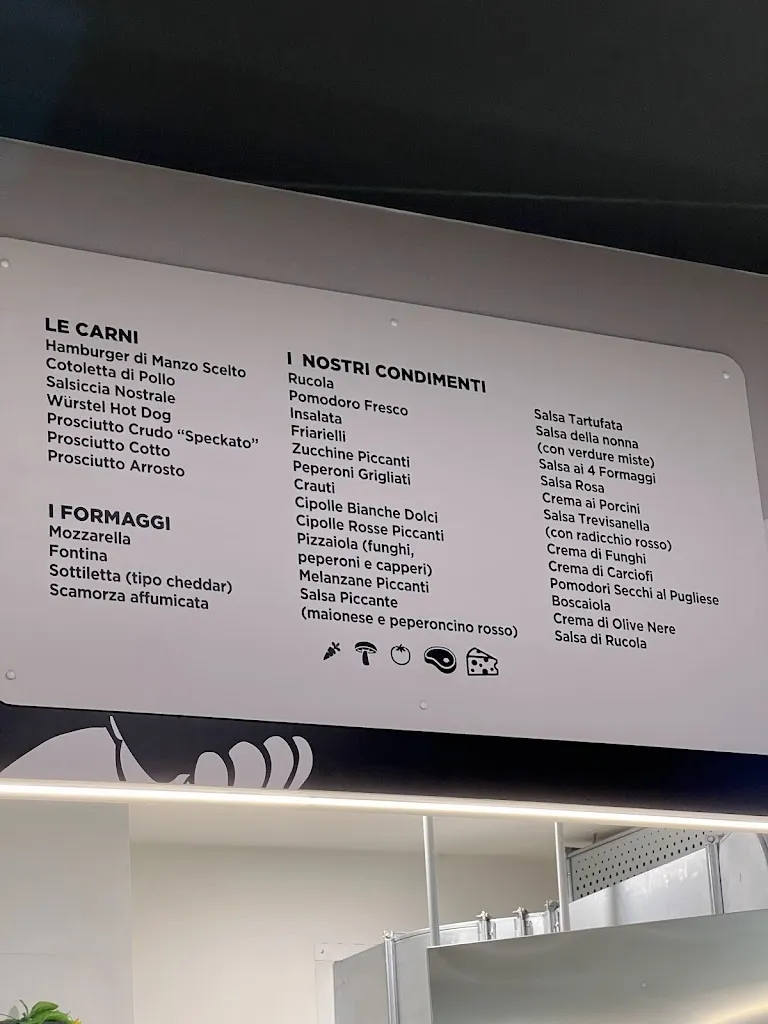 LE CARNI
Hamburger di Manzo Scelto
Cotoletta di Pollo
Salsiccia Nostrale
Würstel Hot Dog
Prosciutto Crudo “Speckato”
Prosciutto Cotto
Prosciutto Arrosto
I FORMAGGI
Mozzarella
Fontina
Sottiletta (tipo cheddar)
Scamorza affumicata
I NOSTRI CONDIMENTI
Rucola
Pomodoro Fresco
Insalata
Friarielli
Zucchine Piccanti
Peperoni Grigliati
Crauti
Cipolle Bianche Dolci
Cipolle Rosse Piccanti
Pizzaiola (funghi,
peperoni e capperi)
Melanzane Piccanti
Salsa Piccante
(maionese e peperoncino rosso)
Salsa Tartufata
Salsa della nonna
(con verdure miste)
Salsa ai 4 Formaggi
Salsa Rosa
Crema ai Porcini
Salsa Trevisanella
(con radicchio rosso)
Crema di Funghi
Crema di Carciofi
Pomodori Secchi al Pugliese
Boscaiola
Crema di Olive Nere
Salsa di Rucola